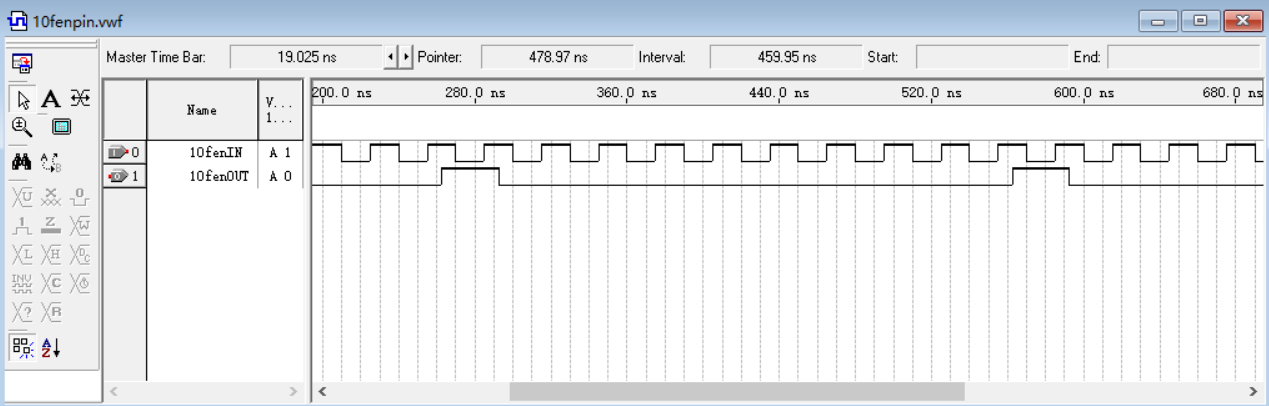 10fenpin.vwf
Master Time Bar: 19.025 ns Pointer: 478.97 ns Interval: 459.95 ns Start: End:
Name V... 1... 200.0 ns 280.0 ns 360.0 ns 440.0 ns 520.0 ns 600.0 ns 680.0 ns
0 10fenIN A 1
1 10fenOUT A 0